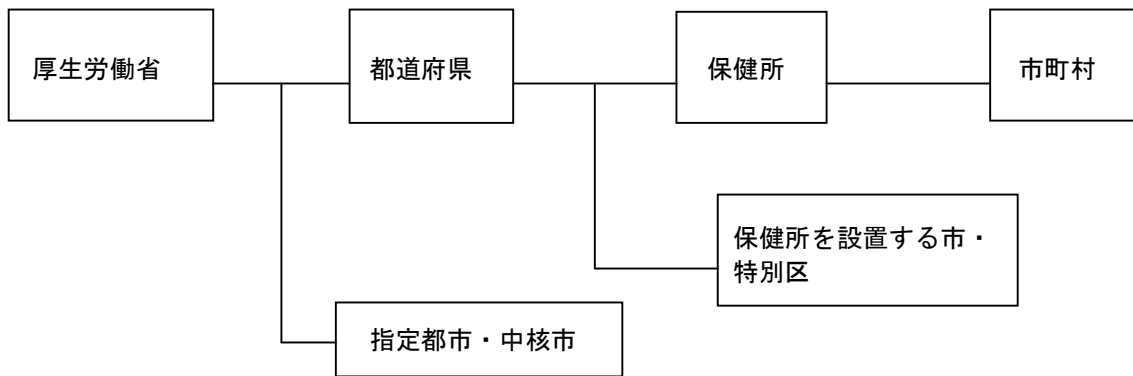 厚生労働省
都道府県
保健所
市町村
保健所を設置する市・
特別区
指定都市・中核市